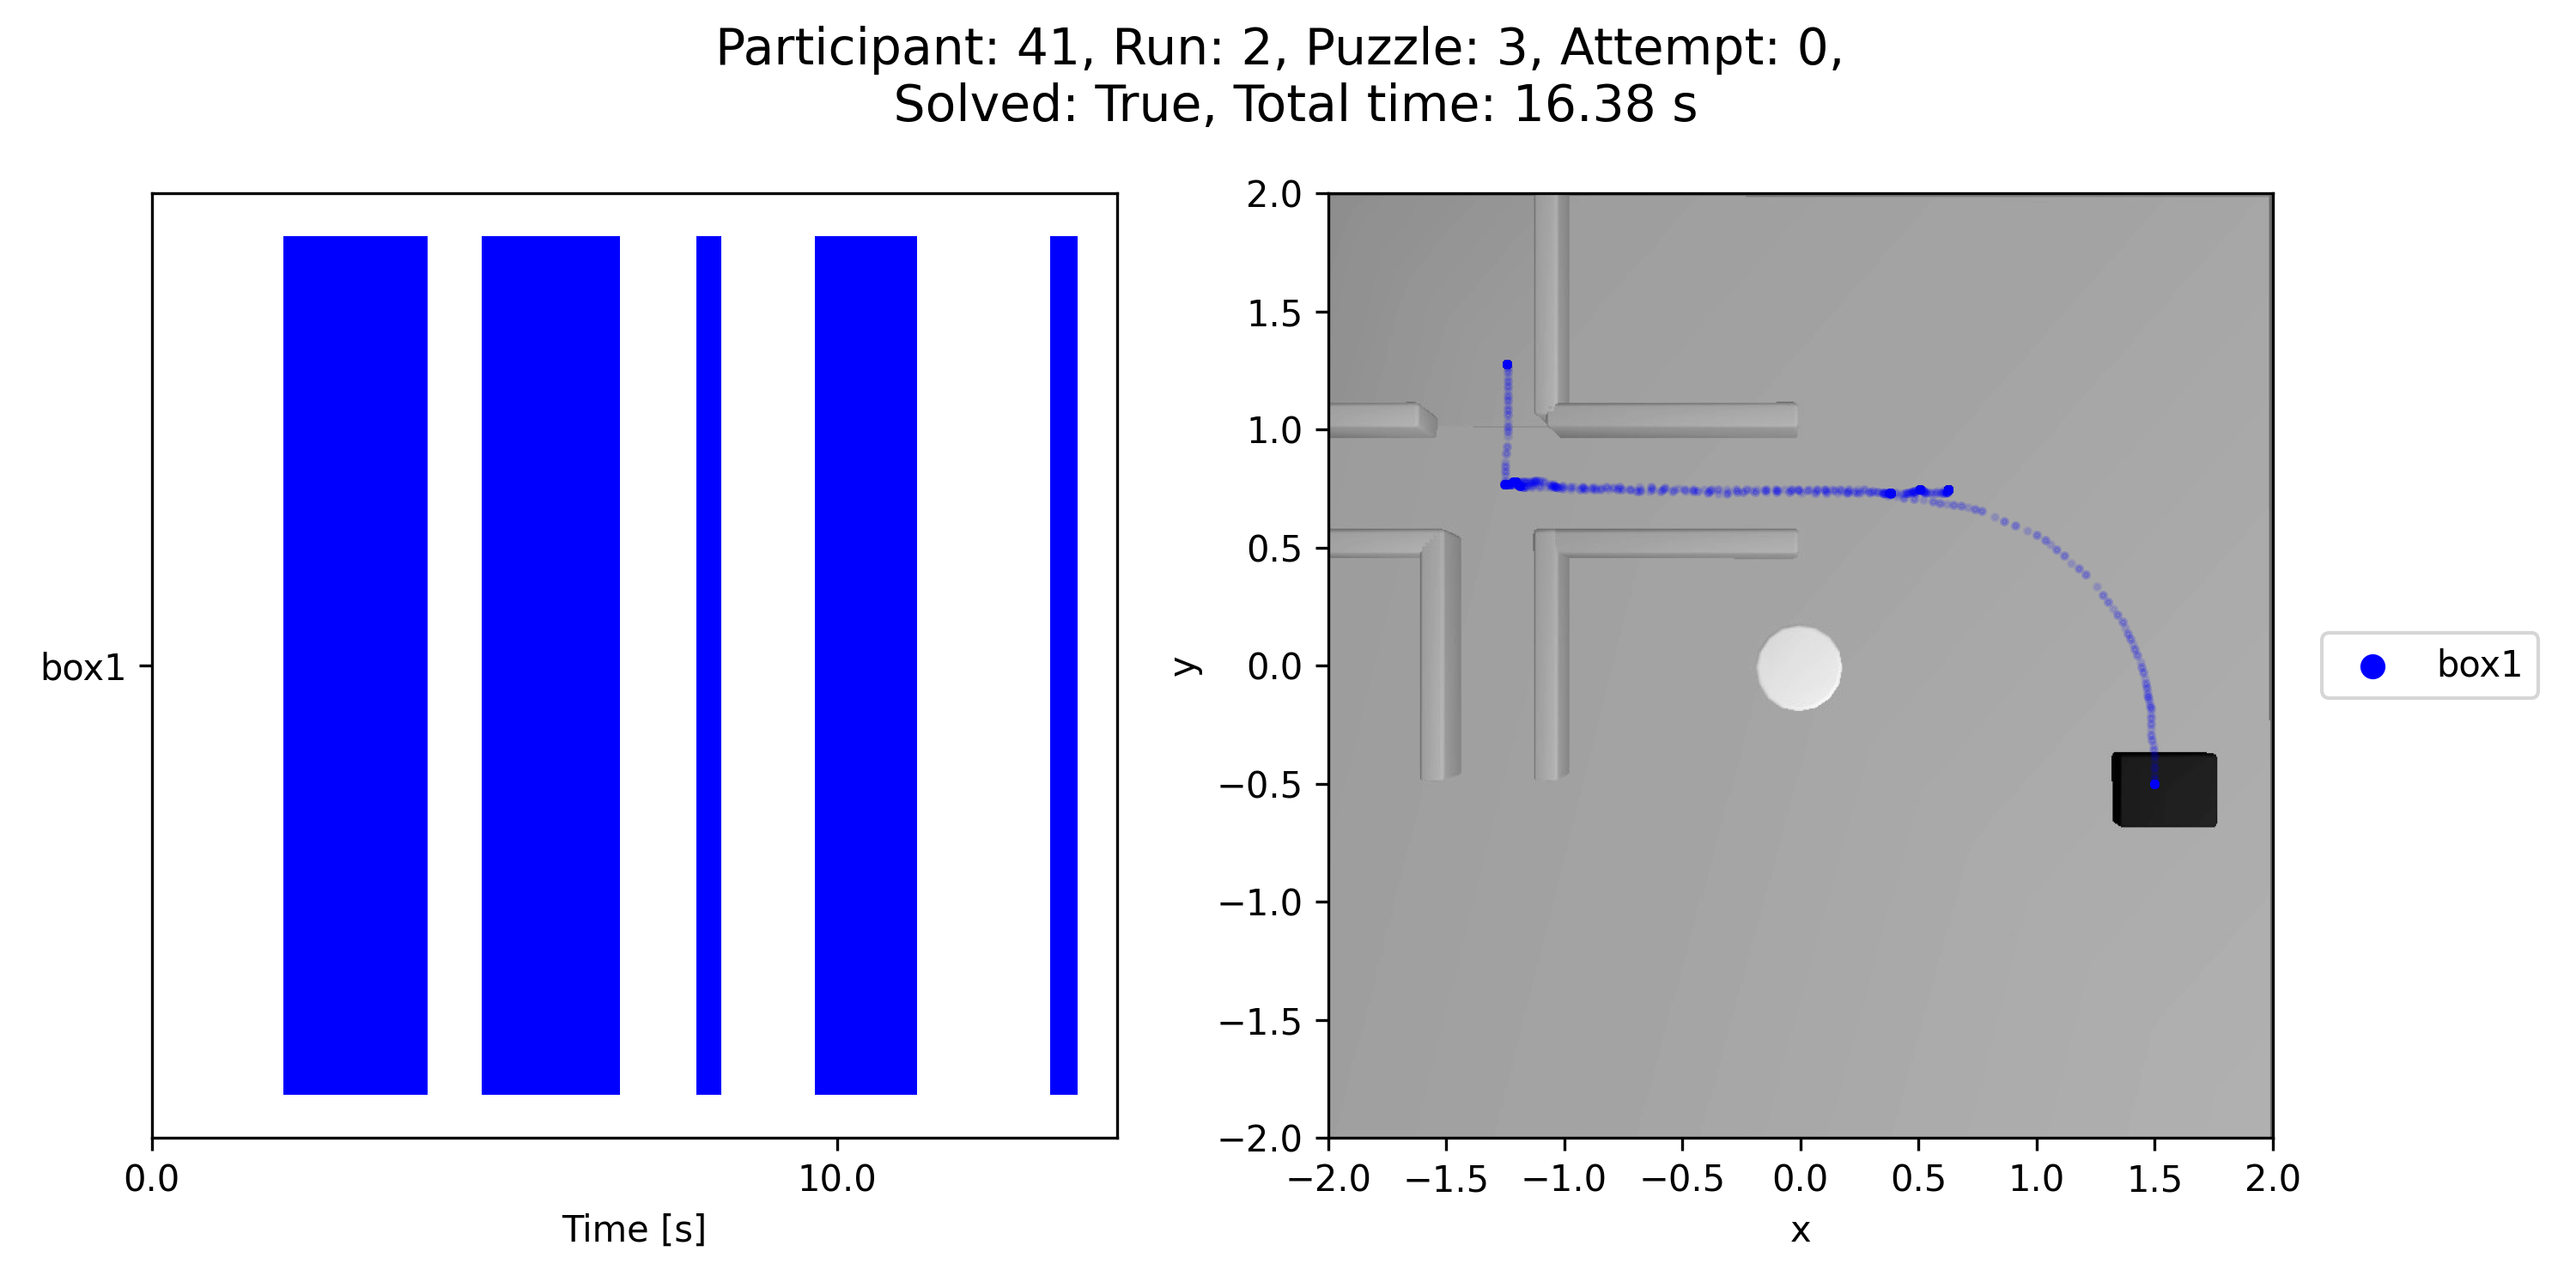 Participant: 41, Run: 2, Puzzle: 3, Attempt: 0,
Solved: True, Total time: 16.38 s
box1
0.0
10.0
Time [s]
2.0
1.5
1.0
0.5
0.0
−0.5
−1.0
−1.5
−2.0
y
−2.0 −1.5 −1.0 −0.5 0.0 0.5 1.0 1.5 2.0
x
box1